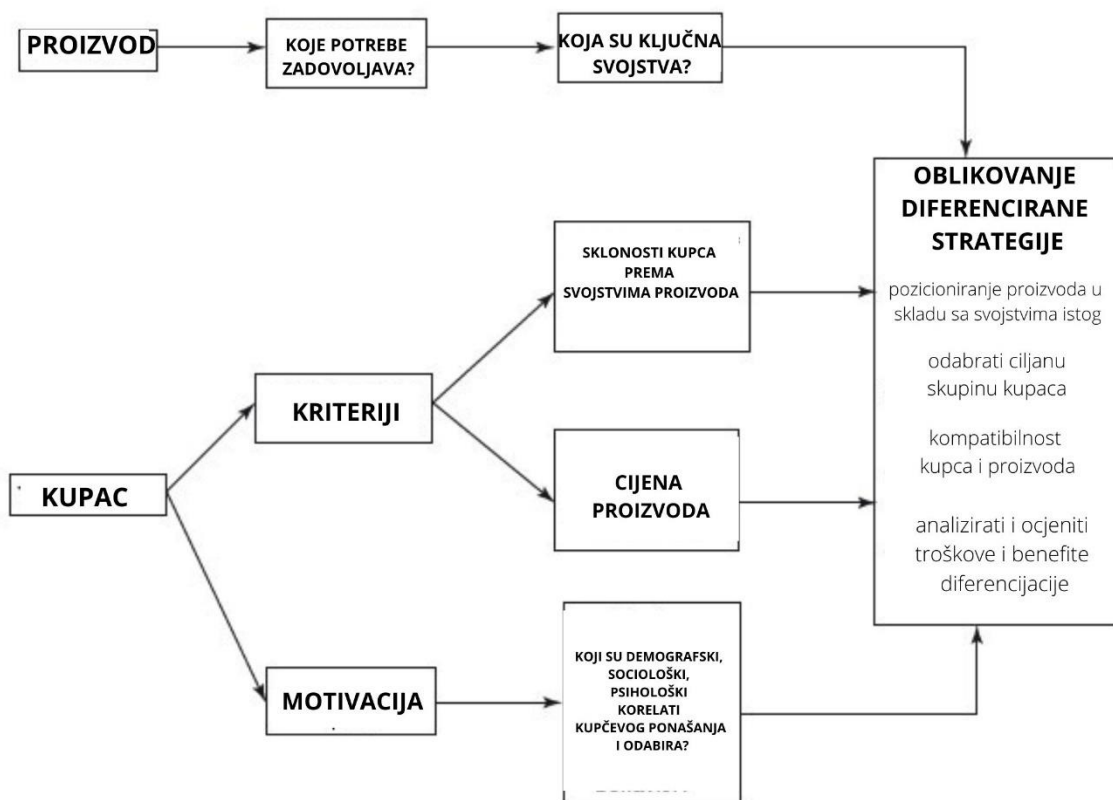 PROIZVOD
KOJE POTREBE
ZADOVOLJAVA?
KOJA SU KLJUČNA
SVOJSTVA?
OBLIKOVANJE
DIFERENCIRANE
STRATEGIJE
pozicioniranje proizvoda u
skladu sa svojstvima istog
odabrati ciljanu
skupinu kupaca
kompatibilnost
kupca i proizvoda
analizirati i ocjeniti
troškove i benefite
diferencijacije
SKLONOSTI KUPCA
PREMA
SVOJSTVIMA PROIZVODA
KRITERIJI
CIJENA
PROIZVODA
KUPAC
MOTIVACIJA
KOJI SU DEMOGRAFSKI,
SOCIOLOŠKI,
PSIHOLOŠKI
KORELATI
KUPČEVOG PONAŠANJA
I ODABIRA?